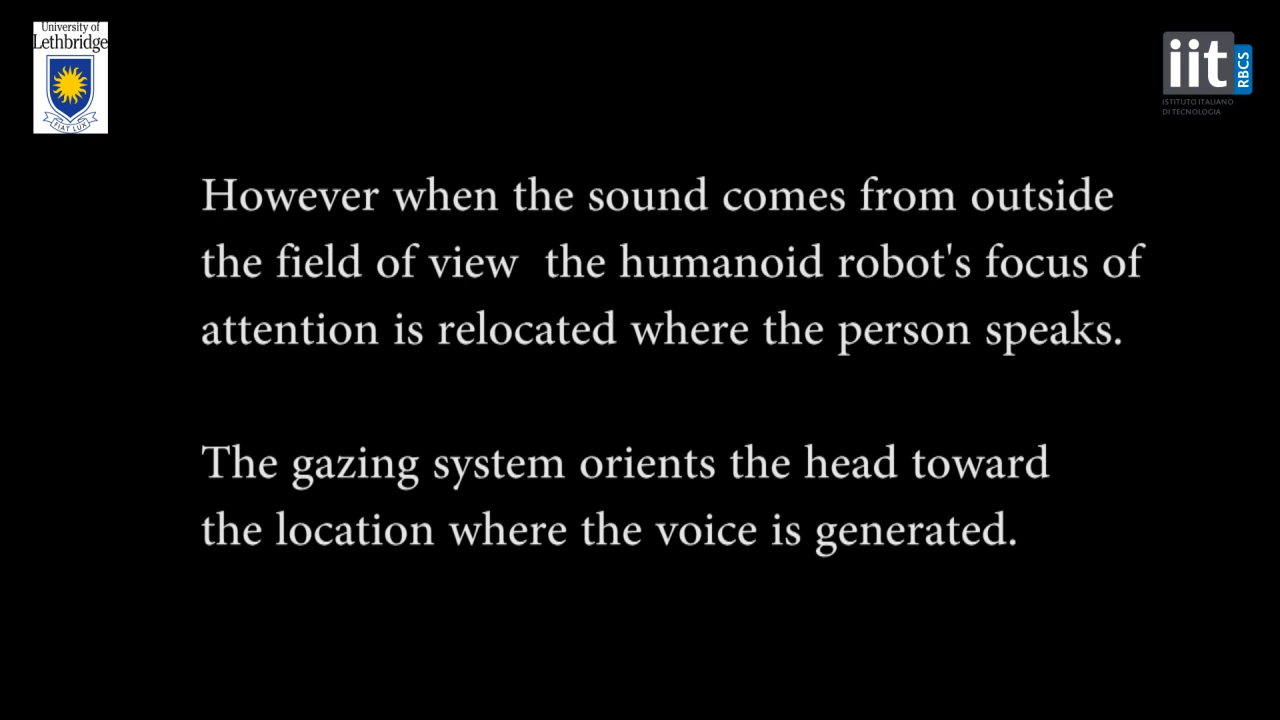 University of
Lethbridge
FIAT LUX
iit
RBCS
ISTITUTO ITALIANO
DI TECNOLOGIA
However when the sound comes from outside
the field of view  the humanoid robot's focus of
attention is relocated where the person speaks.
The gazing system orients the head toward
the location where the voice is generated.